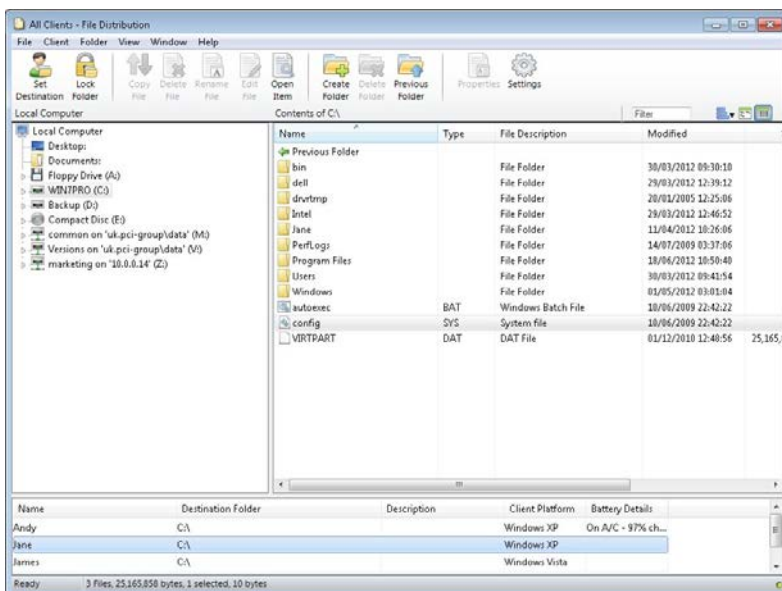 All Clients - File Distribution
File Client Folder View Window Help
Set Destination
Lock Folder
Copy File
Delete File
Rename File
Edit File
Open Item
Create Folder
Delete Folder
Previous Folder
Properties
Settings
Local Computer
Contents of C:\
Filter
Local Computer
Desktop:
Documents:
Floppy Drive (A:)
WIN7PRO (C:)
Backup (D:)
Compact Disc (E:)
common on 'uk.pci-group\data' (M:)
Versions on 'uk.pci-group\data' (V:)
marketing on '10.0.0.14' (Z:)
Name Type File Description Modified
Previous Folder
bin File Folder 30/03/2012 09:30:10
dell File Folder 29/03/2012 12:39:12
drvrtmp File Folder 20/01/2005 12:25:06
Intel File Folder 29/03/2012 12:46:52
Jane File Folder 11/04/2012 10:26:06
PerfLogs File Folder 14/07/2009 03:37:06
Program Files File Folder 18/06/2012 10:50:40
Users File Folder 30/03/2012 09:41:54
Windows File Folder 01/05/2012 03:01:04
autoexec BAT Windows Batch File 10/06/2009 22:42:22
config SYS System file 10/06/2009 22:42:22
VIRTPART DAT DAT File 01/12/2010 12:48:56 25,165,
Name Destination Folder Description Client Platform Battery Details
Andy C:\ Windows XP On A/C - 97% ch...
Jane C:\ Windows XP
James C:\ Windows Vista
Ready 3 Files, 25,165,858 bytes, 1 selected, 10 bytes